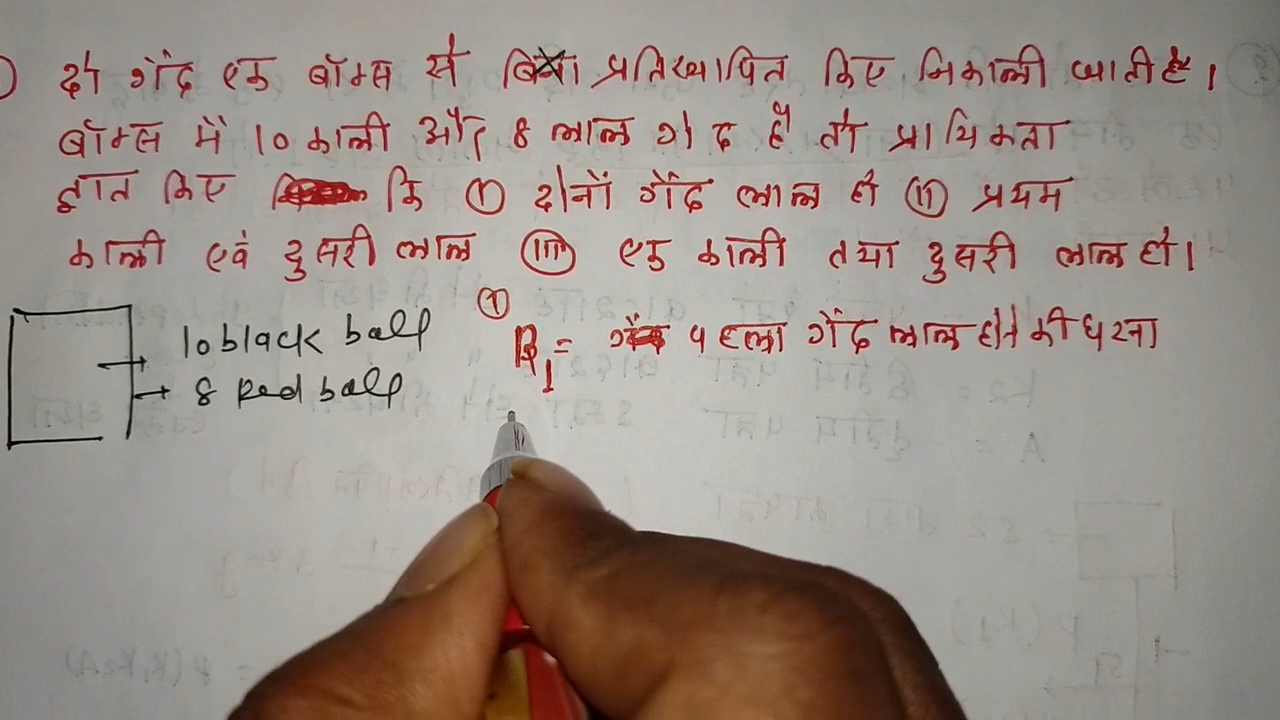 दो गेंद एक बॉक्स से प्रतिस्थापित किए निकाली जाती है।
बॉक्स में 10 काली और 8 लाल गेंद है तो प्रायिकता
ज्ञात किए कि (I) दोनों गेंद लाल हो (II) प्रथम
काली एवं दुसरी लाल (III) एक काली तथा दुसरी लाल हो।
(I)
10 black ball
R1 = पहला गेंद लाल होने की घटना
8 Red ball